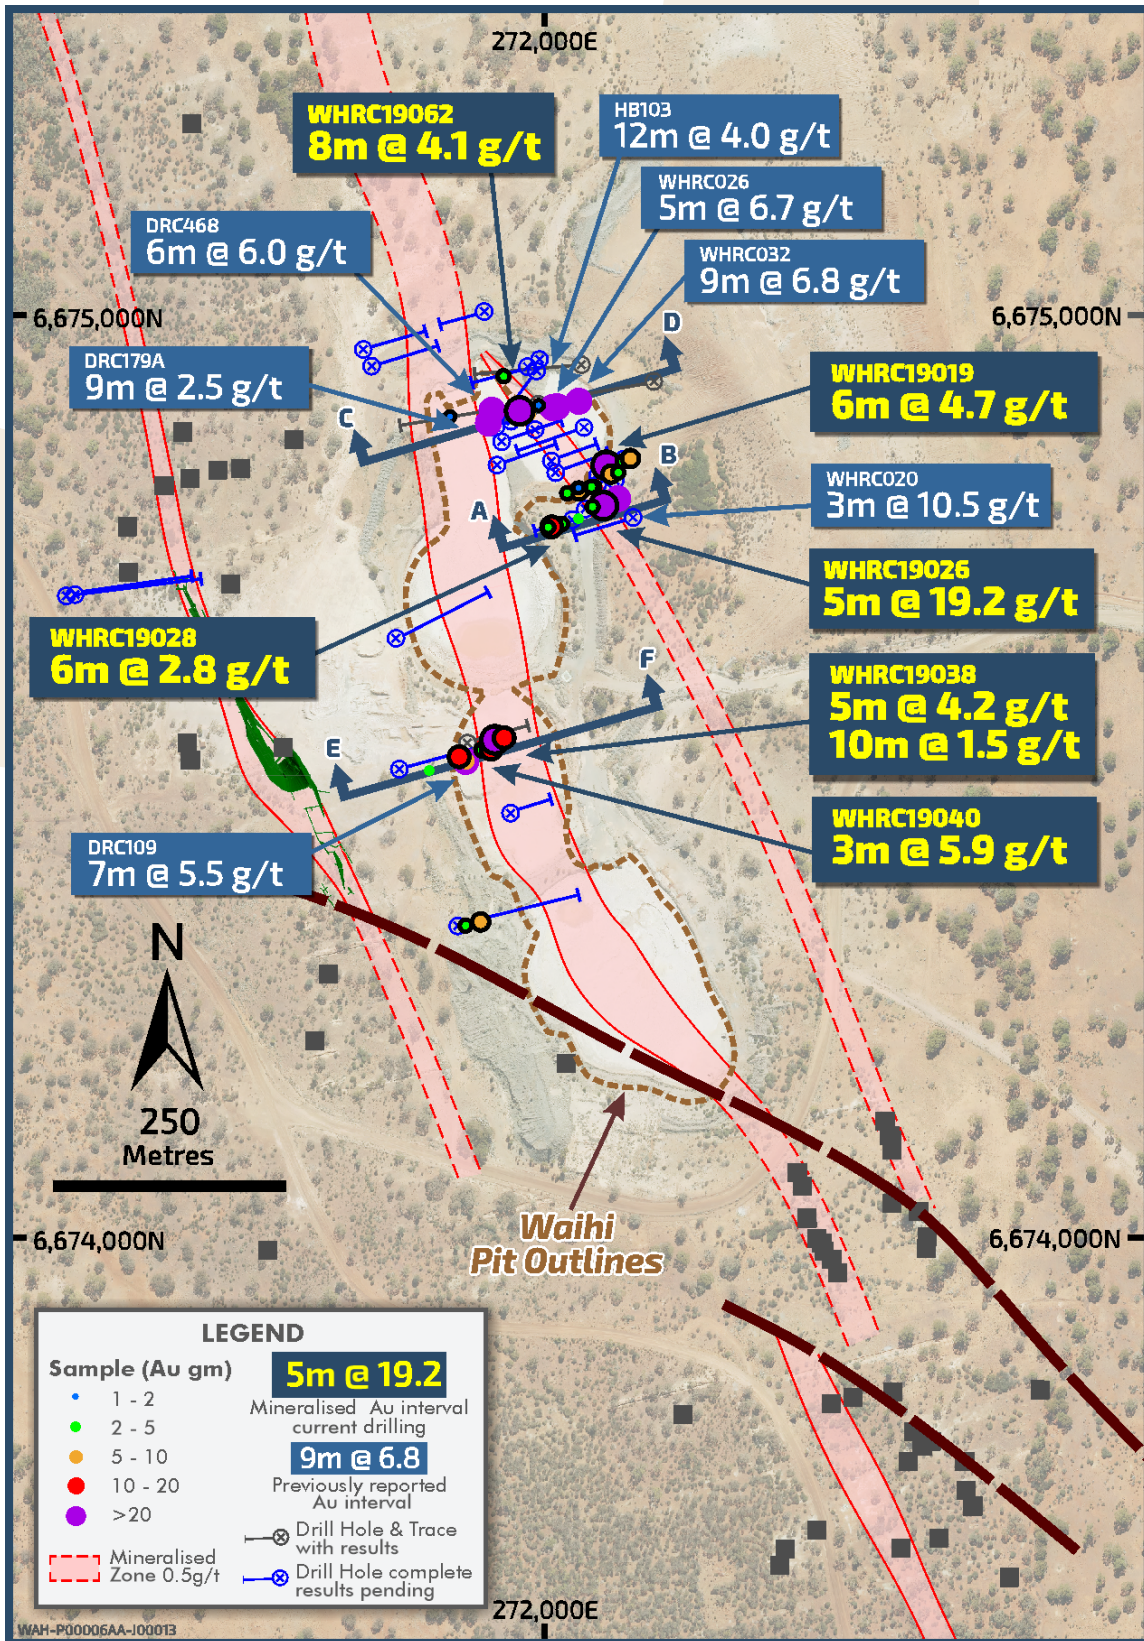 272,000E
WHRC19062
8m @ 4.1 g/t
HB103
12m @ 4.0 g/t
WHRC026
5m @ 6.7 g/t
DRC468
6m @ 6.0 g/t
WHRC032
9m @ 6.8 g/t
6,675,000N
6,675,000N
D
DRC179A
9m @ 2.5 g/t
WHRC19019
6m @ 4.7 g/t
C
B
WHRC020
3m @ 10.5 g/t
A
WHRC19026
5m @ 19.2 g/t
WHRC19028
6m @ 2.8 g/t
F
WHRC19038
5m @ 4.2 g/t
10m @ 1.5 g/t
E
WHRC19040
3m @ 5.9 g/t
DRC109
7m @ 5.5 g/t
N
250
Metres
Waihi
Pit Outlines
6,674,000N
6,674,000N
LEGEND
Sample (Au gm)
1 - 2
2 - 5
5 - 10
10 - 20
>20
Mineralised
Zone 0.5g/t
5m @ 19.2
Mineralised Au interval
current drilling
9m @ 6.8
Previously reported
Au interval
Drill Hole & Trace
with results
Drill Hole complete
results pending
272,000E
WAH-P00006AA-J00013